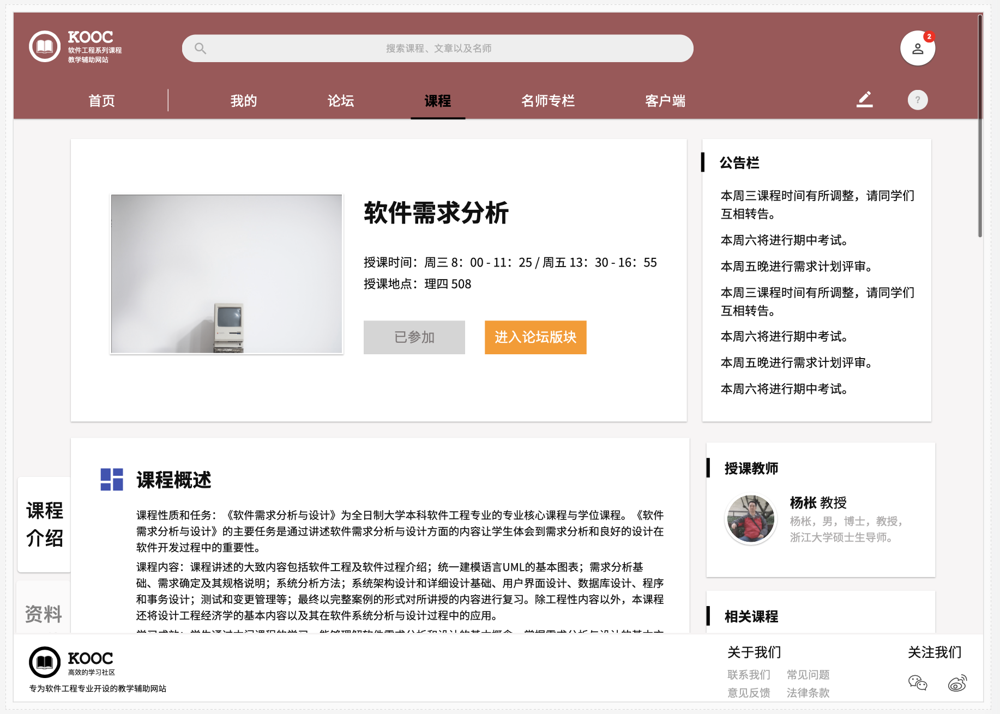 KOOC
软件工程系列课程
教学辅助网站
搜索课程、文章以及名师
2
首页
我的
论坛
课程
名师专栏
客户端
?
软件需求分析
授课时间：周三 8：00 - 11：25 / 周五 13：30 - 16：55
授课地点：理四 508
已参加
进入论坛版块
公告栏
本周三课程时间有所调整，请同学们
互相转告。
本周六将进行期中考试。
本周五晚进行需求计划评审。
本周三课程时间有所调整，请同学们
互相转告。
本周六将进行期中考试。
本周五晚进行需求计划评审。
本周六将进行期中考试。
课程
介绍
资料
课程概述
课程性质和任务：《软件需求分析与设计》为全日制大学本科软件工程专业的专业核心课程与学位课程。《软件
需求分析与设计》的主要任务是通过讲述软件需求分析与设计方面的内容让学生体会到需求分析和良好的设计在
软件开发过程中的重要性。
课程内容：课程讲述的大致内容包括软件工程及软件过程介绍；统一建模语言UML的基本图表；需求分析基
础、需求确定及其规格说明；系统分析方法；系统架构设计和详细设计基础、用户界面设计、数据库设计、程序
和事务设计；测试和变更管理等；最终以完整案例的形式对所讲授的内容进行复习。除工程性内容以外，本课程
还将设计工程经济学的基本内容以及其在软件系统分析与设计过程中的应用。
授课教师
杨枨 教授
杨枨，男，博士，教授，
浙江大学硕士生导师。
相关课程
KOOC
高效的学习社区
专为软件工程专业开设的教学辅助网站
关于我们
联系我们 常见问题
意见反馈 法律条款
关注我们